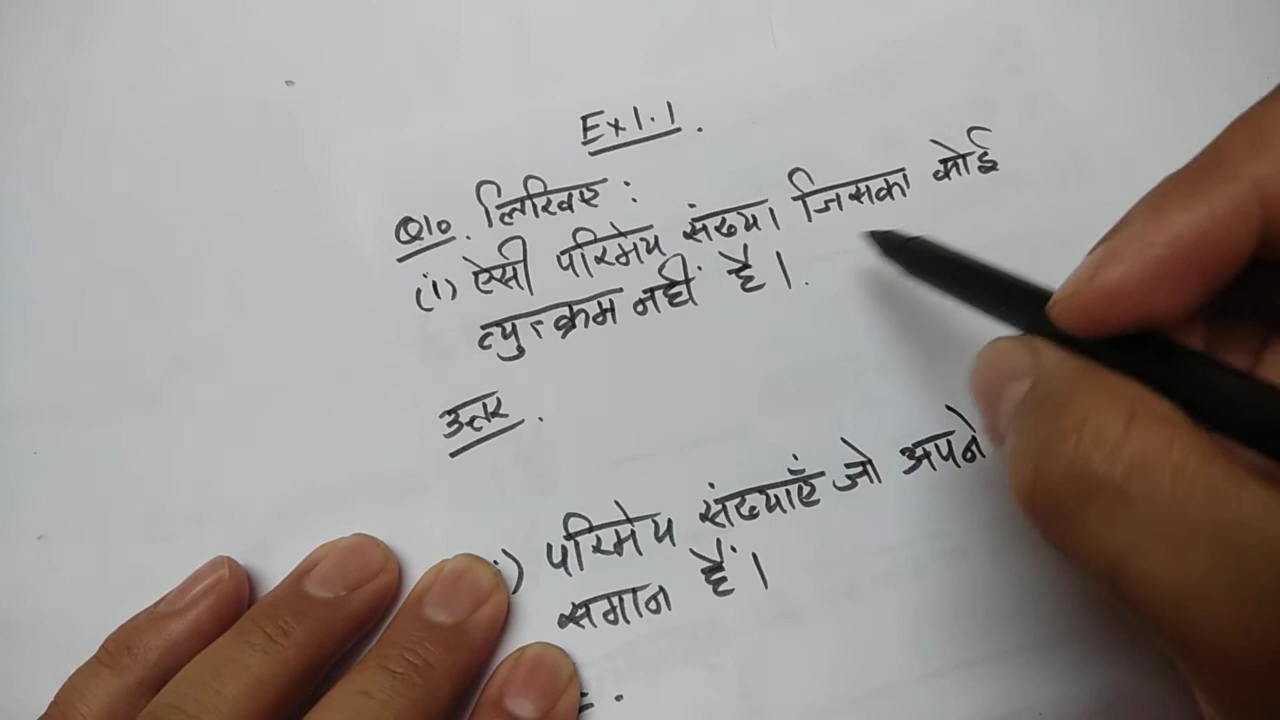 Ex 1.1.
Q10. लिखिए :
(i) ऐसी परिमेय संख्या जिसका कोई
व्युत्क्रम नहीं है।
उत्तर.
) परिमेय संख्याएँ जो अपने
समान हैं।